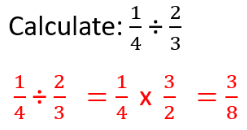 Calculate: 1/4 ÷ 2/3
1/4 ÷ 2/3 = 1/4 x 3/2 = 3/8